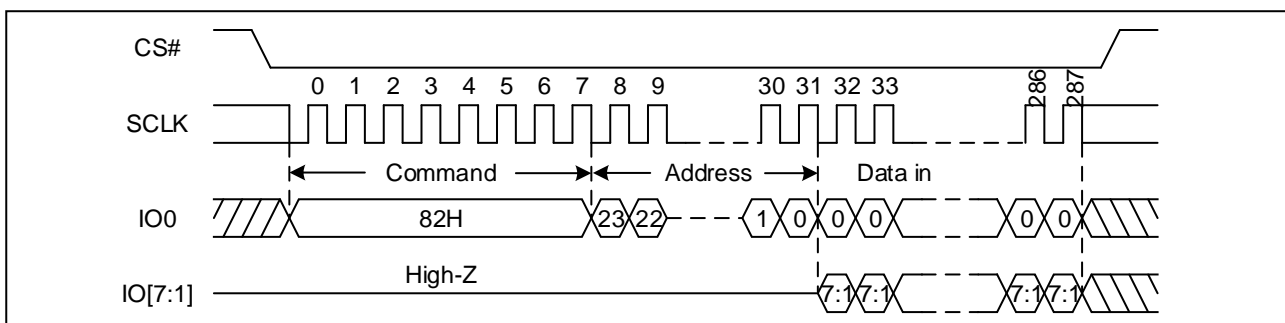 CS#
0 1 2 3 4 5 6 7 8 9 30 31 32 33 286 287
SCLK
Command Address Data in
IO0 82H 23 22 1 0 0 0 0 0
High-Z
IO[7:1] 7:1 7:1 7:1 7:1